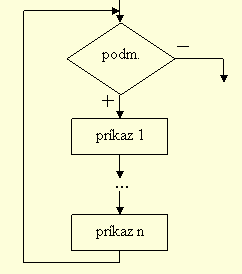 podm.
−
+
príkaz 1
...
príkaz n